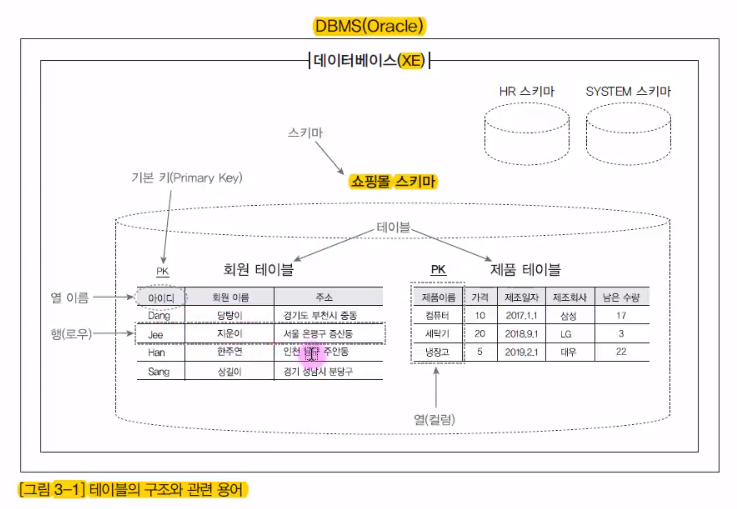 DBMS(Oracle)
데이터베이스(XE)
HR 스키마 SYSTEM 스키마
스키마
기본 키(Primary Key)
쇼핑몰 스키마
테이블
PK 회원 테이블 PK 제품 테이블
열 이름
아이디 회원 이름 주소
Dang 당탕이 경기도 부천시 중동
행(로우)
Jee 지운이 서울 은평구 증산동
Han 한주연 인천 주안동
Sang 상길이 경기 성남시 분당구
제품이름 가격 제조일자 제조회사 남은 수량
컴퓨터 10 2017.1.1 삼성 17
세탁기 20 2018.9.1 LG 3
냉장고 5 2019.2.1 대우 22
열(컬럼)
[그림 3-1] 테이블의 구조와 관련 용어